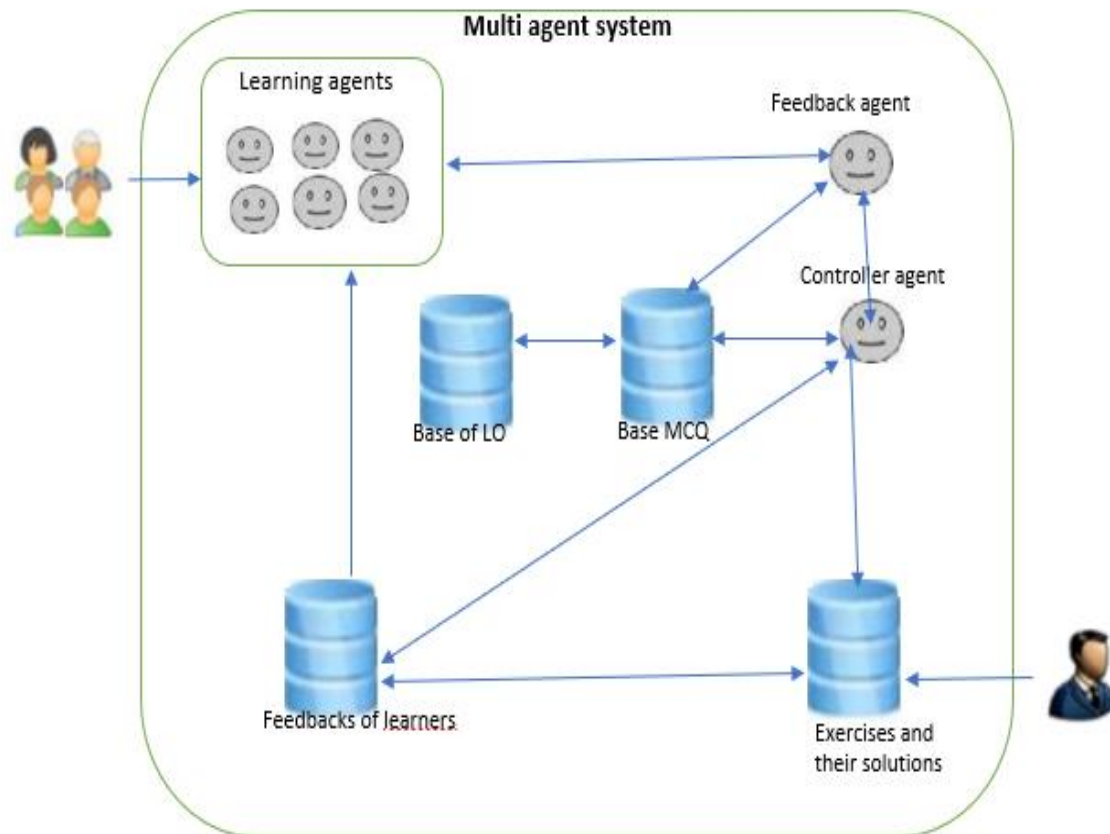 Multi agent system
Learning agents
Feedback agent
Controller agent
Base of LO
Base MCQ
Feedbacks of learners
Exercises and
their solutions